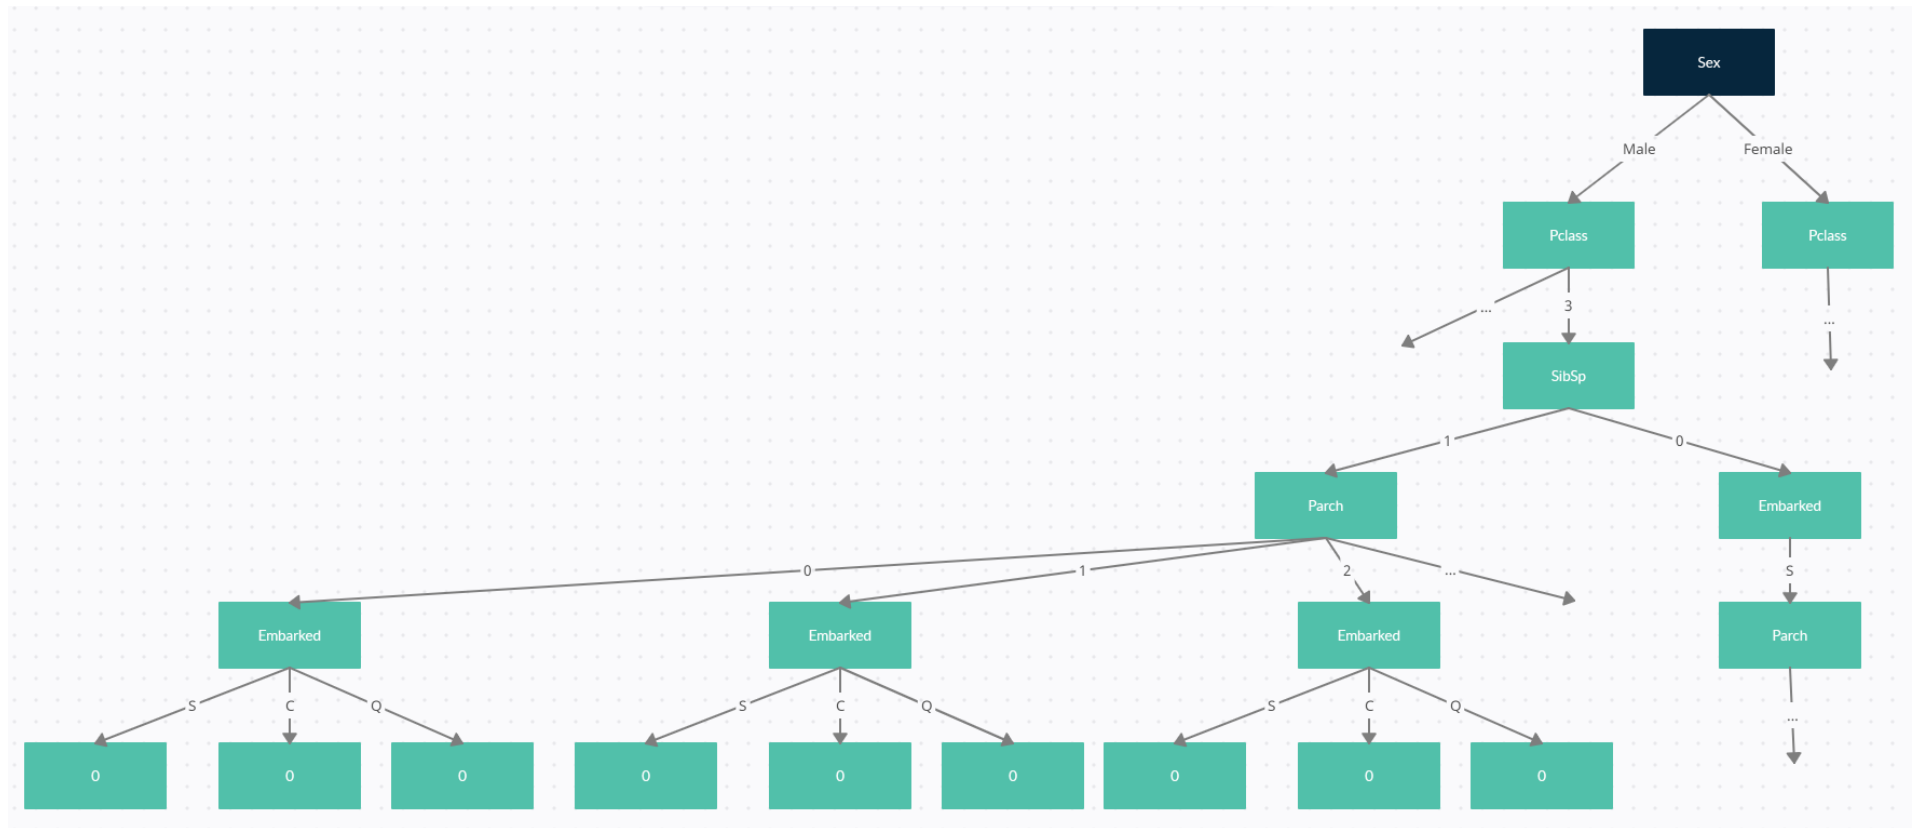 Sex
Male
Female
Pclass
Pclass
...
3
...
SibSp
1
0
Parch
Embarked
0
1
2
...
S
Embarked
Embarked
Embarked
Parch
S
C
Q
S
C
Q
S
C
Q
...
0
0
0
0
0
0
0
0
0